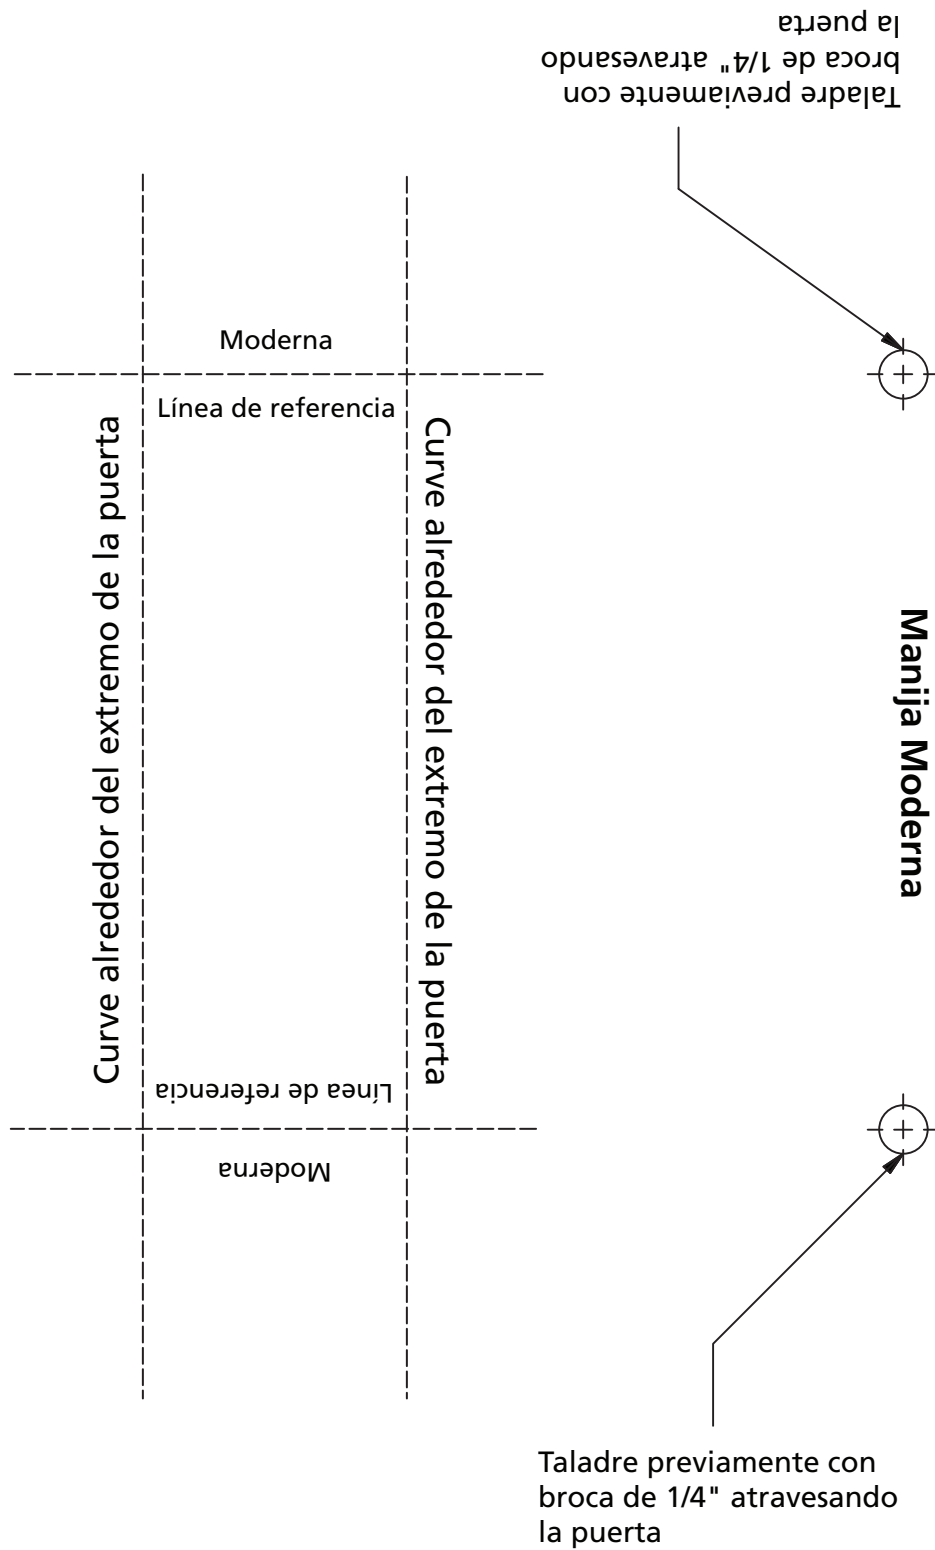 Taladre previamente con
broca de 1/4" atravesando
la puerta
Moderna
Línea de referencia
Curve alrededor del extremo de la puerta
Curve alrededor del extremo de la puerta
Manija Moderna
Línea de referencia
Moderna
Taladre previamente con
broca de 1/4" atravesando
la puerta